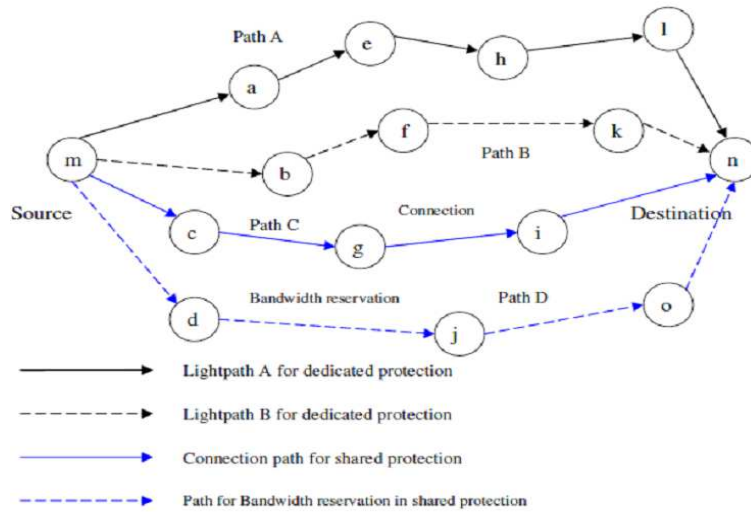 Path A
e
h
l
a
f
k
m
b
Path B
n
Source
Path C
Connection
Destination
c
g
i
Bandwidth reservation
Path D
d
j
o
Lightpath A for dedicated protection
Lightpath B for dedicated protection
Connection path for shared protection
Path for Bandwidth reservation in shared protection